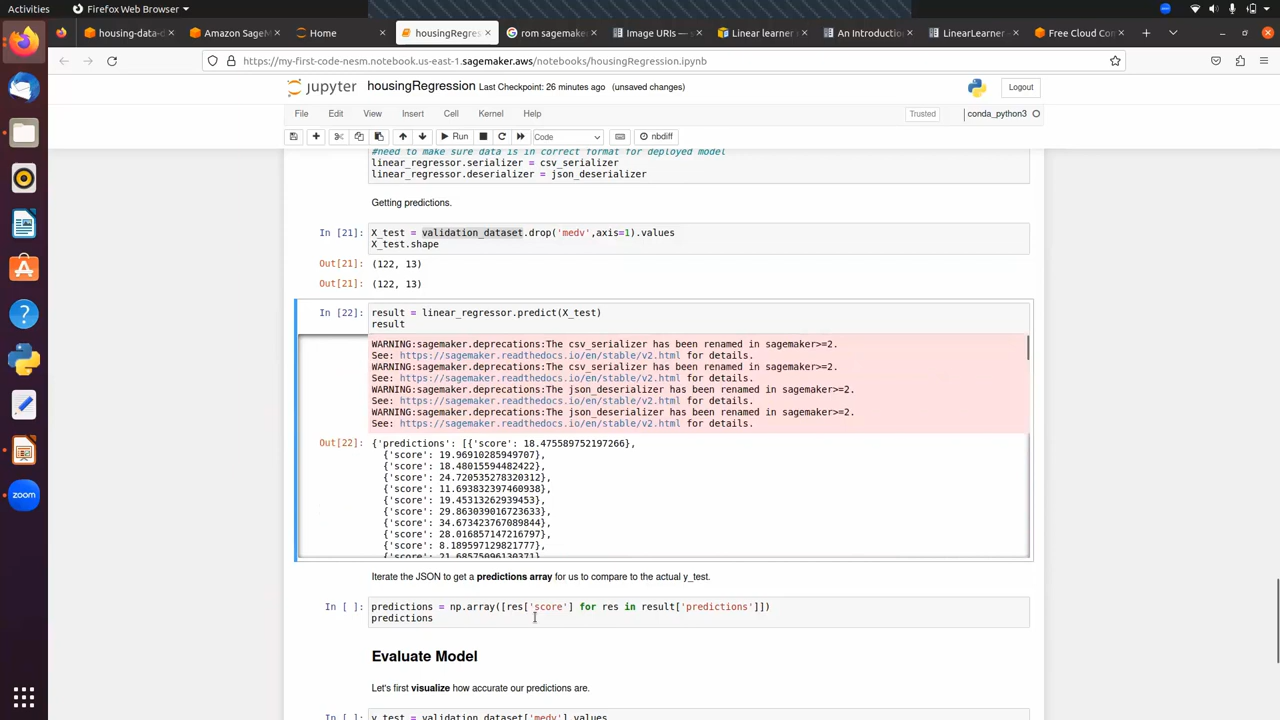 Activities
Firefox Web Browser
housing-data-d
Amazon SageM
Home
housingRegres
rom sagemaker
Image URIs —
Linear learner
An Introductio
LinearLearner
Free Cloud Con
https://my-first-code-nesm.notebook.us-east-1.sagemaker.aws/notebooks/housingRegression.ipynb
jupyter housingRegression Last Checkpoint: 26 minutes ago (unsaved changes)
Logout
File Edit View Insert Cell Kernel Help
Trusted
conda_python3
Run
Code
nbdiff
#need to make sure data is in correct format for deployed model
linear_regressor.serializer = csv_serializer
linear_regressor.deserializer = json_deserializer
Getting predictions.
In [21]: X_test = validation_dataset.drop('medv',axis=1).values
X_test.shape
Out[21]: (122, 13)
Out[21]: (122, 13)
In [22]: result = linear_regressor.predict(X_test)
result
WARNING:sagemaker.deprecations:The csv_serializer has been renamed in sagemaker>=2.
See: https://sagemaker.readthedocs.io/en/stable/v2.html for details.
WARNING:sagemaker.deprecations:The csv_serializer has been renamed in sagemaker>=2.
See: https://sagemaker.readthedocs.io/en/stable/v2.html for details.
WARNING:sagemaker.deprecations:The json_deserializer has been renamed in sagemaker>=2.
See: https://sagemaker.readthedocs.io/en/stable/v2.html for details.
WARNING:sagemaker.deprecations:The json_deserializer has been renamed in sagemaker>=2.
See: https://sagemaker.readthedocs.io/en/stable/v2.html for details.
Out[22]: {'predictions': [{'score': 18.475589752197266},
{'score': 19.96910285949707},
{'score': 18.48015594482422},
{'score': 24.720535278320312},
{'score': 11.693832397460938},
{'score': 19.45313262939453},
{'score': 29.863039016723633},
{'score': 34.673423767089844},
{'score': 28.016857147216797},
{'score': 8.189597129821777},
{'score': 21.68575096130371},
Iterate the JSON to get a predictions array for us to compare to the actual y_test.
In [ ]: predictions = np.array([res['score'] for res in result['predictions']])
predictions
Evaluate Model
Let's first visualize how accurate our predictions are.
In [ ]: y_test = validation_dataset['medv'].values
zoom